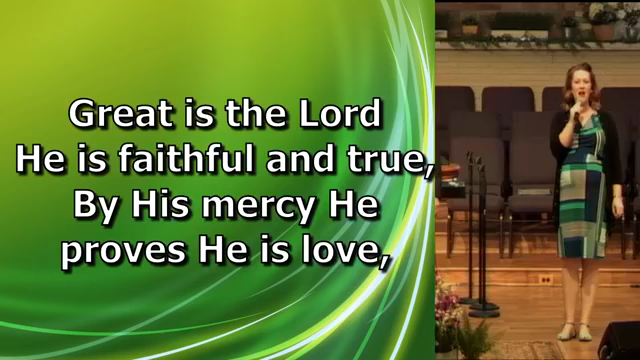 Great is the Lord
He is faithful and true,
By His mercy He
proves He is love,